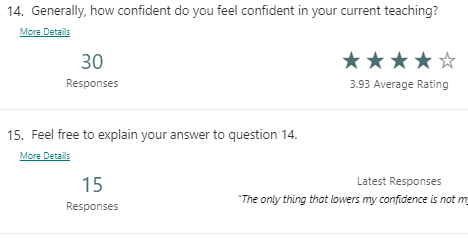 14. Generally, how confident do you feel confident in your current teaching?
More Details
30
Responses
3.93 Average Rating
15. Feel free to explain your answer to question 14.
More Details
15
Responses
Latest Responses
"The only thing that lowers my confidence is not